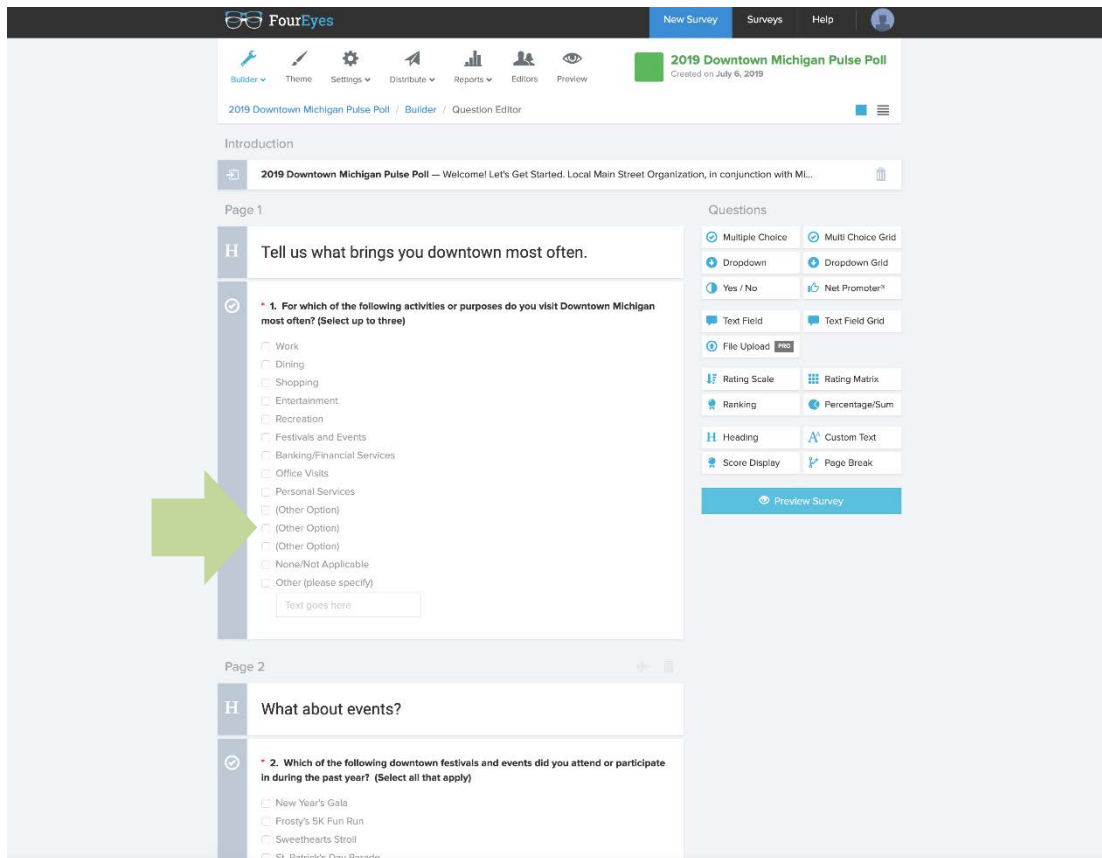 FourEyes
New Survey
Surveys
Help
Builder
Theme
Settings
Distribute
Reports
Editors
Preview
2019 Downtown Michigan Pulse Poll
Created on July 6, 2019
2019 Downtown Michigan Pulse Poll / Builder / Question Editor
Introduction
2019 Downtown Michigan Pulse Poll — Welcome! Let's Get Started. Local Main Street Organization, in conjunction with Mi...
Page 1
H
Tell us what brings you downtown most often.
* 1. For which of the following activities or purposes do you visit Downtown Michigan
most often? (Select up to three)
Work
Dining
Shopping
Entertainment
Recreation
Festivals and Events
Banking/Financial Services
Office Visits
Personal Services
(Other Option)
(Other Option)
(Other Option)
None/Not Applicable
Other (please specify)
Text goes here
Questions
Multiple Choice
Multi Choice Grid
Dropdown
Dropdown Grid
Yes / No
Net Promoter®
Text Field
Text Field Grid
File Upload PRO
Rating Scale
Rating Matrix
Ranking
Percentage/Sum
H Heading
Custom Text
Score Display
Page Break
Preview Survey
Page 2
H
What about events?
* 2. Which of the following downtown festivals and events did you attend or participate
in during the past year? (Select all that apply)
New Year's Gala
Frosty's 5K Fun Run
Sweethearts Stroll
St. Patrick's Day Parade